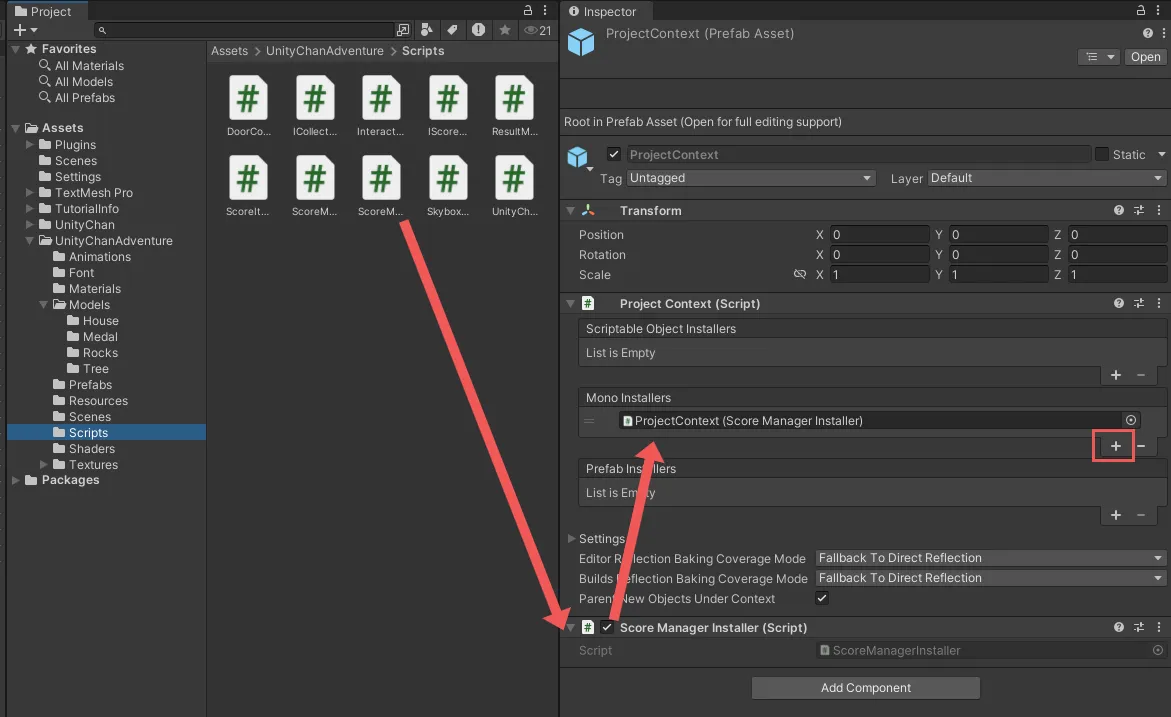 Project
21
Favorites
All Materials
All Models
All Prefabs
Assets
Plugins
Scenes
Settings
TextMesh Pro
TutorialInfo
UnityChan
UnityChanAdventure
Animations
Font
Materials
Models
House
Medal
Rocks
Tree
Prefabs
Resources
Scenes
Scripts
Shaders
Textures
Packages
Assets > UnityChanAdventure > Scripts
DoorCo... ICollect... Interact... IScore... ResultM...
ScoreIt... ScoreM... ScoreM... Skybox... UnityCh...
Inspector
ProjectContext (Prefab Asset)
Open
Root in Prefab Asset (Open for full editing support)
ProjectContext Static
Tag Untagged Layer Default
Transform
Position X 0 Y 0 Z 0
Rotation X 0 Y 0 Z 0
Scale X 1 Y 1 Z 1
# Project Context (Script)
Scriptable Object Installers
List is Empty
+ −
Mono Installers
ProjectContext (Score Manager Installer)
+ −
Prefab Installers
List is Empty
+ −
Settings
Editor Reflection Baking Coverage Mode Fallback To Direct Reflection
Builds Reflection Baking Coverage Mode Fallback To Direct Reflection
Parent New Objects Under Context
# Score Manager Installer (Script)
Script ScoreManagerInstaller
Add Component